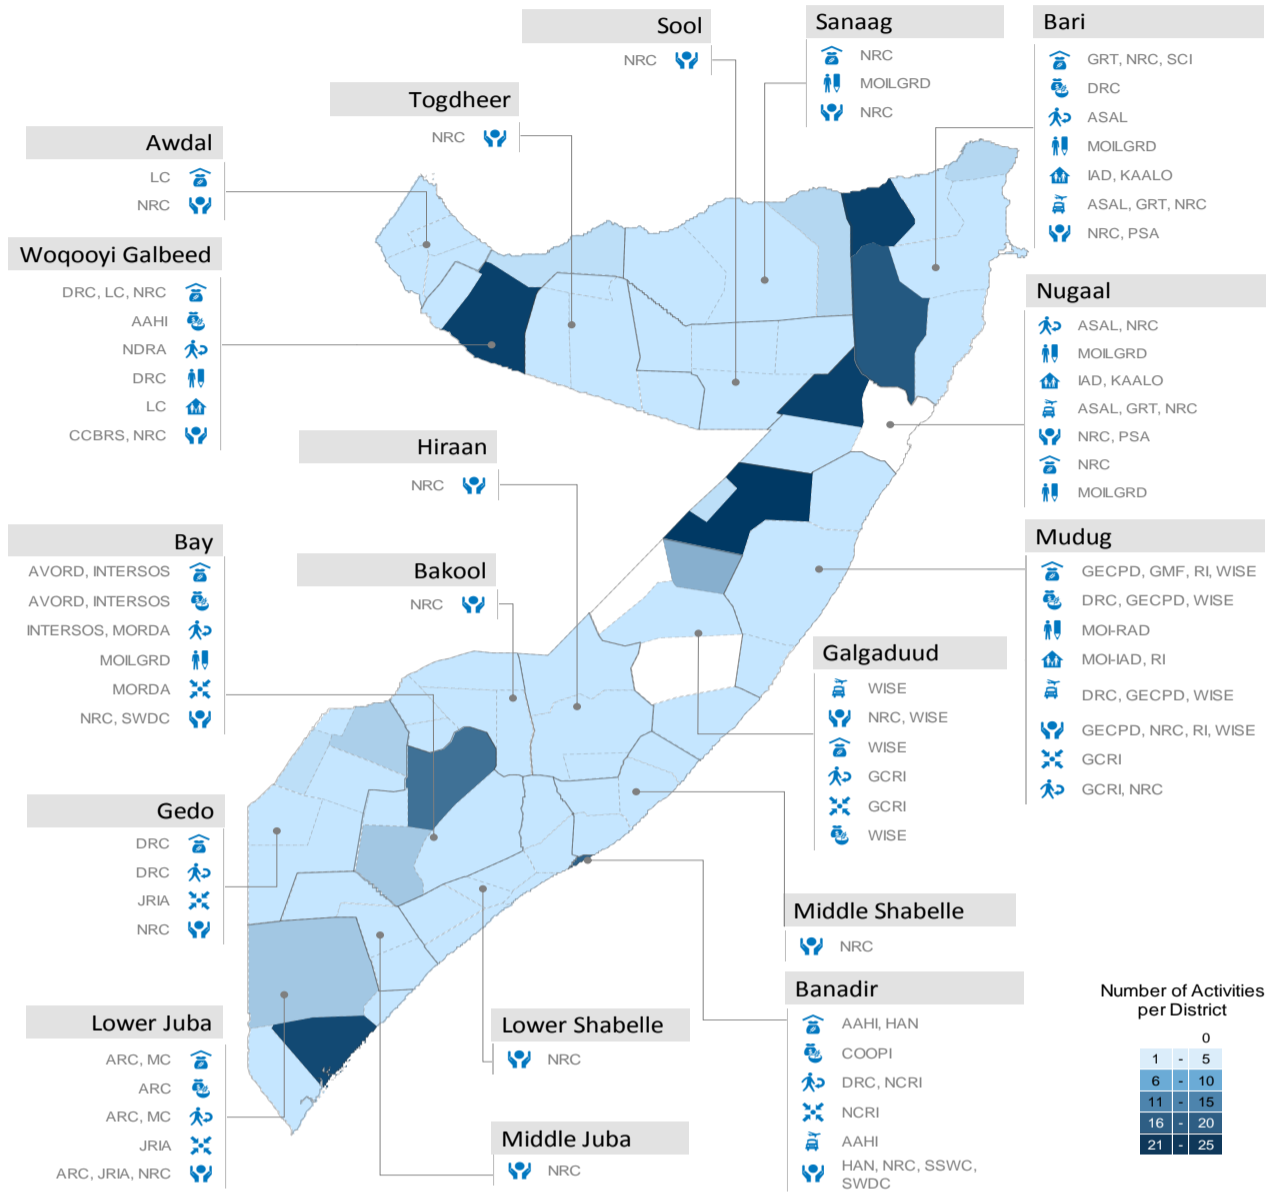 Sool
NRC
Sanaag
NRC
MOILGRD
NRC
Bari
GRT, NRC, SCI
DRC
ASAL
MOILGRD
IAD, KAALO
ASAL, GRT, NRC
NRC, PSA
Togdheer
NRC
Awdal
LC
NRC
Woqooyi Galbeed
DRC, LC, NRC
AAHI
NDRA
DRC
LC
CCBRS, NRC
Nugaal
ASAL, NRC
MOILGRD
IAD, KAALO
ASAL, GRT, NRC
NRC, PSA
NRC
MOILGRD
Hiraan
NRC
Bay
AVORD, INTERSOS
AVORD, INTERSOS
INTERSOS, MORDA
MOILGRD
MORDA
NRC, SWDC
Bakool
NRC
Mudug
GECPD, GMF, RI, WISE
DRC, GECPD, WISE
MOI-RAD
MOI-IAD, RI
DRC, GECPD, WISE
GECPD, NRC, RI, WISE
GCRI
GCRI, NRC
Galgaduud
WISE
NRC, WISE
WISE
GCRI
GCRI
WISE
Gedo
DRC
DRC
JRIA
NRC
Middle Shabelle
NRC
Banadir
AAHI, HAN
COOPI
DRC, NCRI
NCRI
AAHI
HAN, NRC, SSWC,
SWDC
Lower Juba
ARC, MC
ARC
ARC, MC
JRIA
ARC, JRIA, NRC
Lower Shabelle
NRC
Middle Juba
NRC
Number of Activities
per District
0
1 - 5
6 - 10
11 - 15
16 - 20
21 - 25